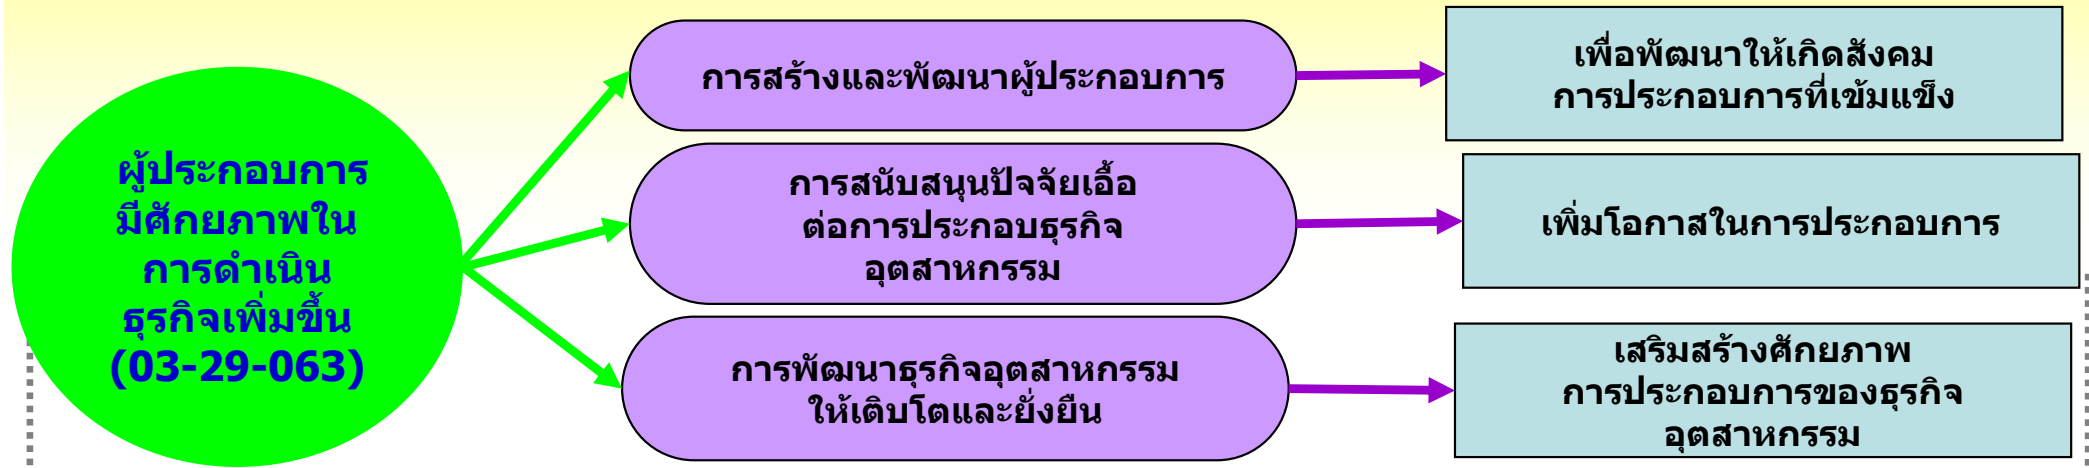 ผู้ประกอบการ
มีศักยภาพใน
การดำเนิน
ธุรกิจเพิ่มขึ้น
(03-29-063)
การสร้างและพัฒนาผู้ประกอบการ
เพื่อพัฒนาให้เกิดสังคม
การประกอบการที่เข้มแข็ง
การสนับสนุนปัจจัยเอื้อ
ต่อการประกอบธุรกิจ
อุตสาหกรรม
เพิ่มโอกาสในการประกอบการ
การพัฒนาธุรกิจอุตสาหกรรม
ให้เติบโตและยั่งยืน
เสริมสร้างศักยภาพ
การประกอบการของธุรกิจ
อุตสาหกรรม